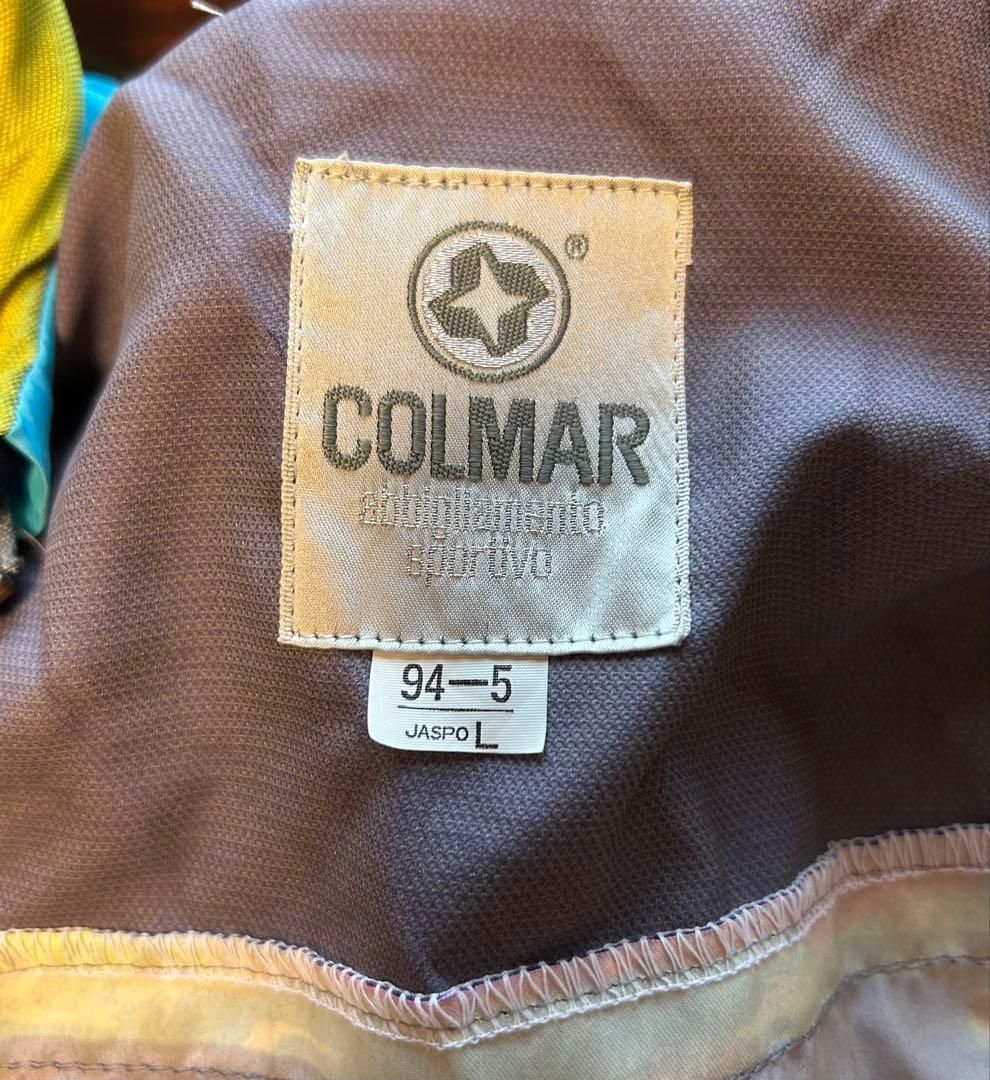 ®
COLMAR
abbigliamento
sportivo
94—5
JASPO L